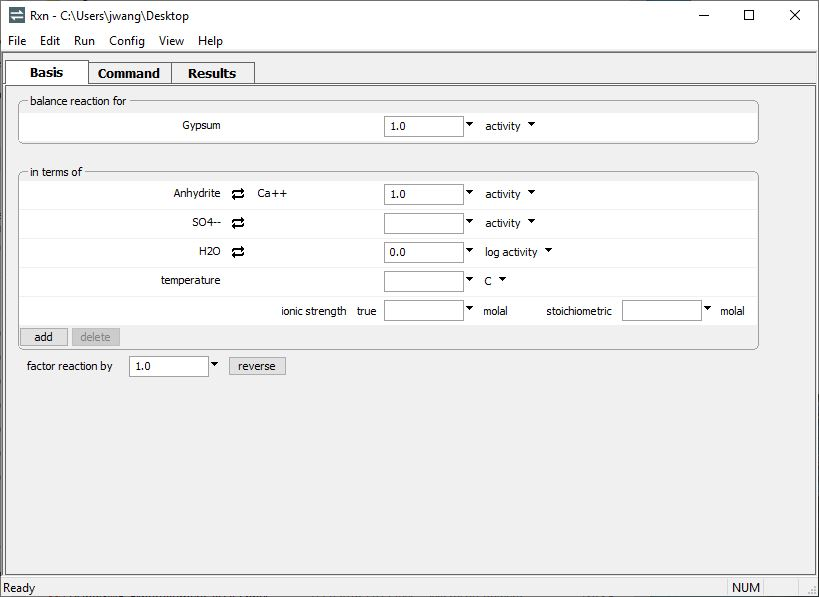 Rxn - C:\Users\jwang\Desktop
File Edit Run Config View Help
Basis Command Results
balance reaction for
Gypsum 1.0 activity
in terms of
Anhydrite Ca++ 1.0 activity
SO4-- activity
H2O 0.0 log activity
temperature C
ionic strength true molal stoichiometric molal
add delete
factor reaction by 1.0 reverse
Ready NUM